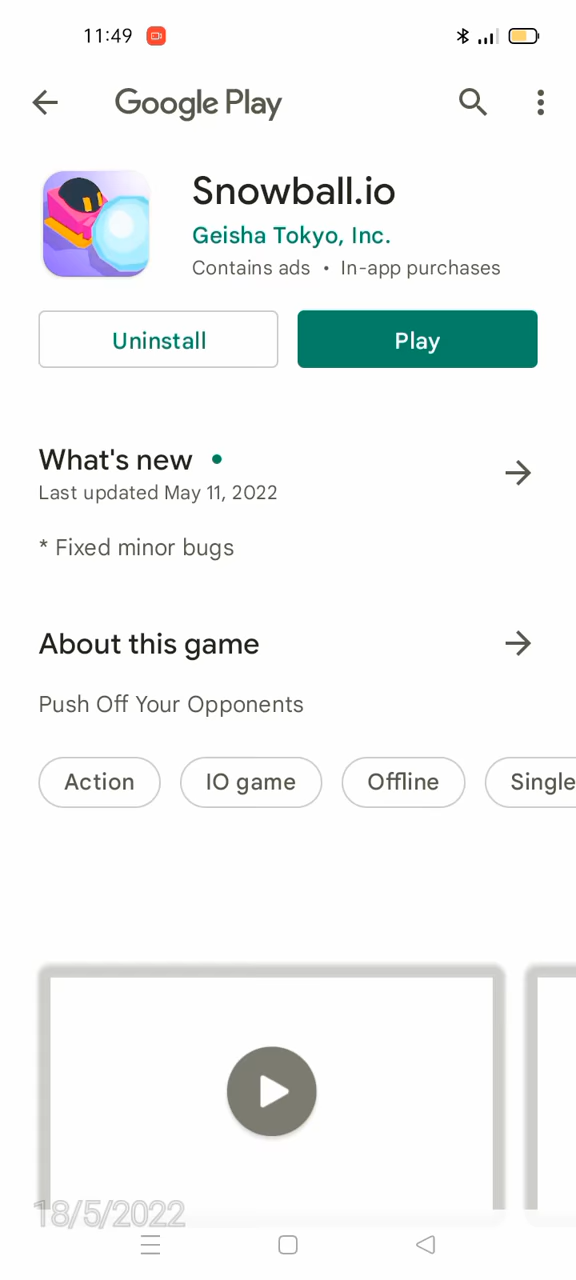 11:49
Google Play
Snowball.io
Geisha Tokyo, Inc.
Contains ads • In-app purchases
Uninstall
Play
What's new
Last updated May 11, 2022
* Fixed minor bugs
About this game
Push Off Your Opponents
Action
IO game
Offline
Single
18/5/2022